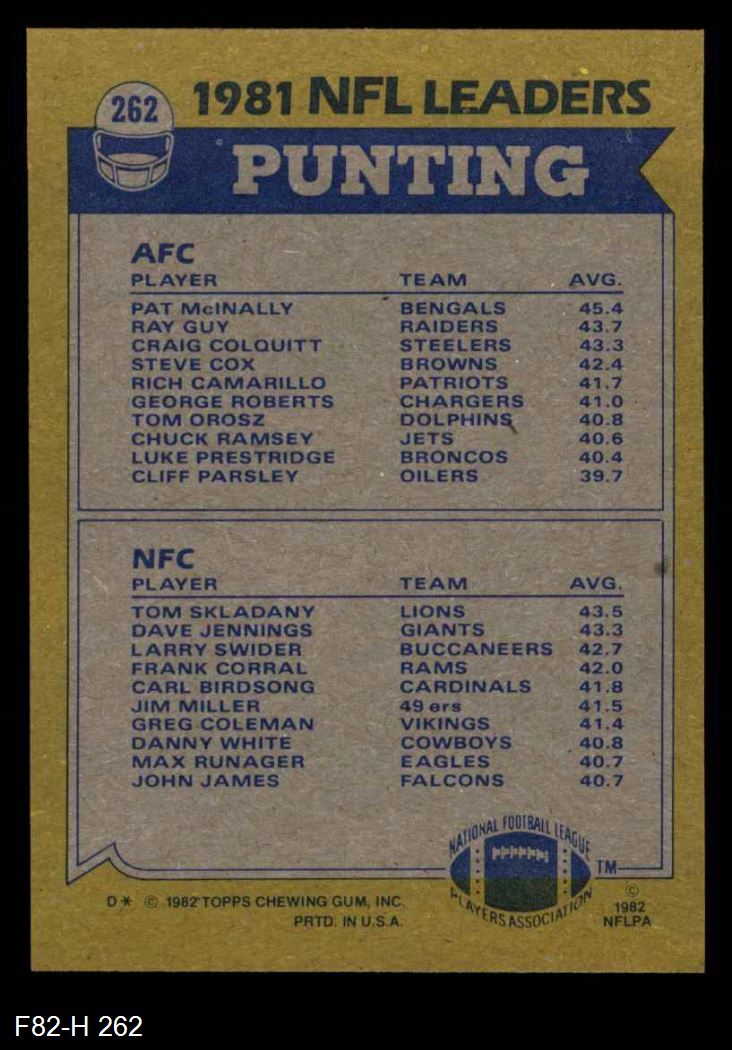 262
1981 NFL LEADERS
PUNTING
AFC
PLAYER TEAM AVG.
PAT McINALLY BENGALS 45.4
RAY GUY RAIDERS 43.7
CRAIG COLQUITT STEELERS 43.3
STEVE COX BROWNS 42.4
RICH CAMARILLO PATRIOTS 41.7
GEORGE ROBERTS CHARGERS 41.0
TOM OROSZ DOLPHINS 40.8
CHUCK RAMSEY JETS 40.6
LUKE PRESTRIDGE BRONCOS 40.4
CLIFF PARSLEY OILERS 39.7
NFC
PLAYER TEAM AVG.
TOM SKLADANY LIONS 43.5
DAVE JENNINGS GIANTS 43.3
LARRY SWIDER BUCCANEERS 42.7
FRANK CORRAL RAMS 42.0
CARL BIRDSONG CARDINALS 41.8
JIM MILLER 49ers 41.5
GREG COLEMAN VIKINGS 41.4
DANNY WHITE COWBOYS 40.8
MAX RUNAGER EAGLES 40.7
JOHN JAMES FALCONS 40.7
NATIONAL FOOTBALL LEAGUE
PLAYERS ASSOCIATION
TM
D* © 1982 TOPPS CHEWING GUM, INC.
PRTD. IN U.S.A.
©
1982
NFLPA
F82-H 262